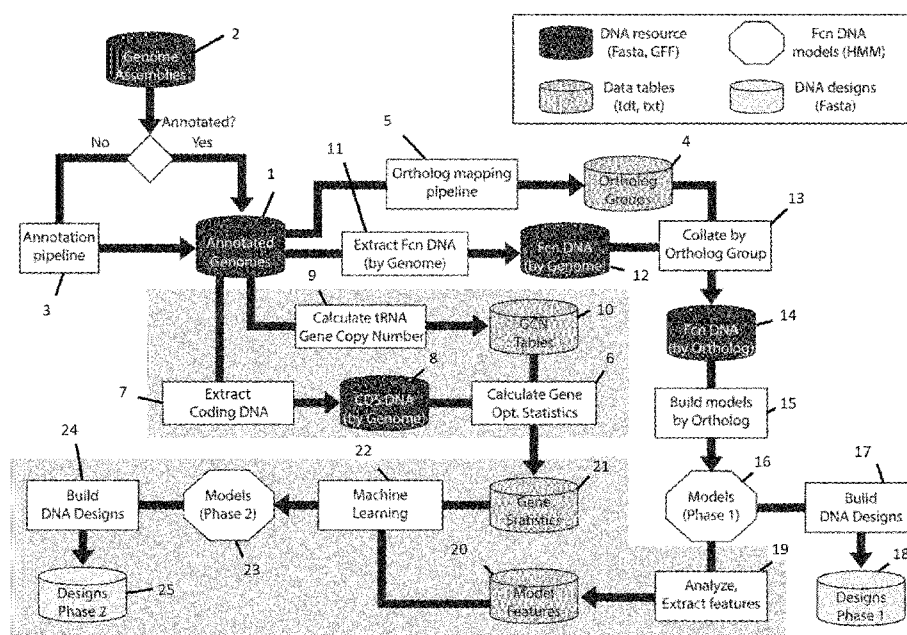 2
Genome
Assemblies
DNA resource
(Fasta, GFF)
Fcn DNA
models (HMM)
Data tables
(tdt, txt)
DNA designs
(Fasta)
Annotated?
No
Yes
5
11
1
4
13
Ortholog mapping
pipeline
Ortholog
Groups
Annotation
pipeline
3
Annotated
Genome
Extract Fcn DNA
(by Genome)
Fcn DNA
(by Genome)
12
Collate by
Ortholog Group
9
10
Calculate tRNA
Gene Copy Number
GCN
Tables
6
Fcn DNA
(by Ortholog)
14
7
8
Extract
Coding DNA
CDS DNA
(by Genome)
Calculate Gene
Opt. Statistics
Build models
by Ortholog
15
24
22
21
16
17
Build
DNA Designs
Models
(Phase 2)
Machine
Learning
Gene
Statistics
Models
(Phase 1)
Build
DNA Designs
23
20
19
18
Designs
Phase 2
25
Model
Features
Analyze,
Extract features
Designs
Phase 1